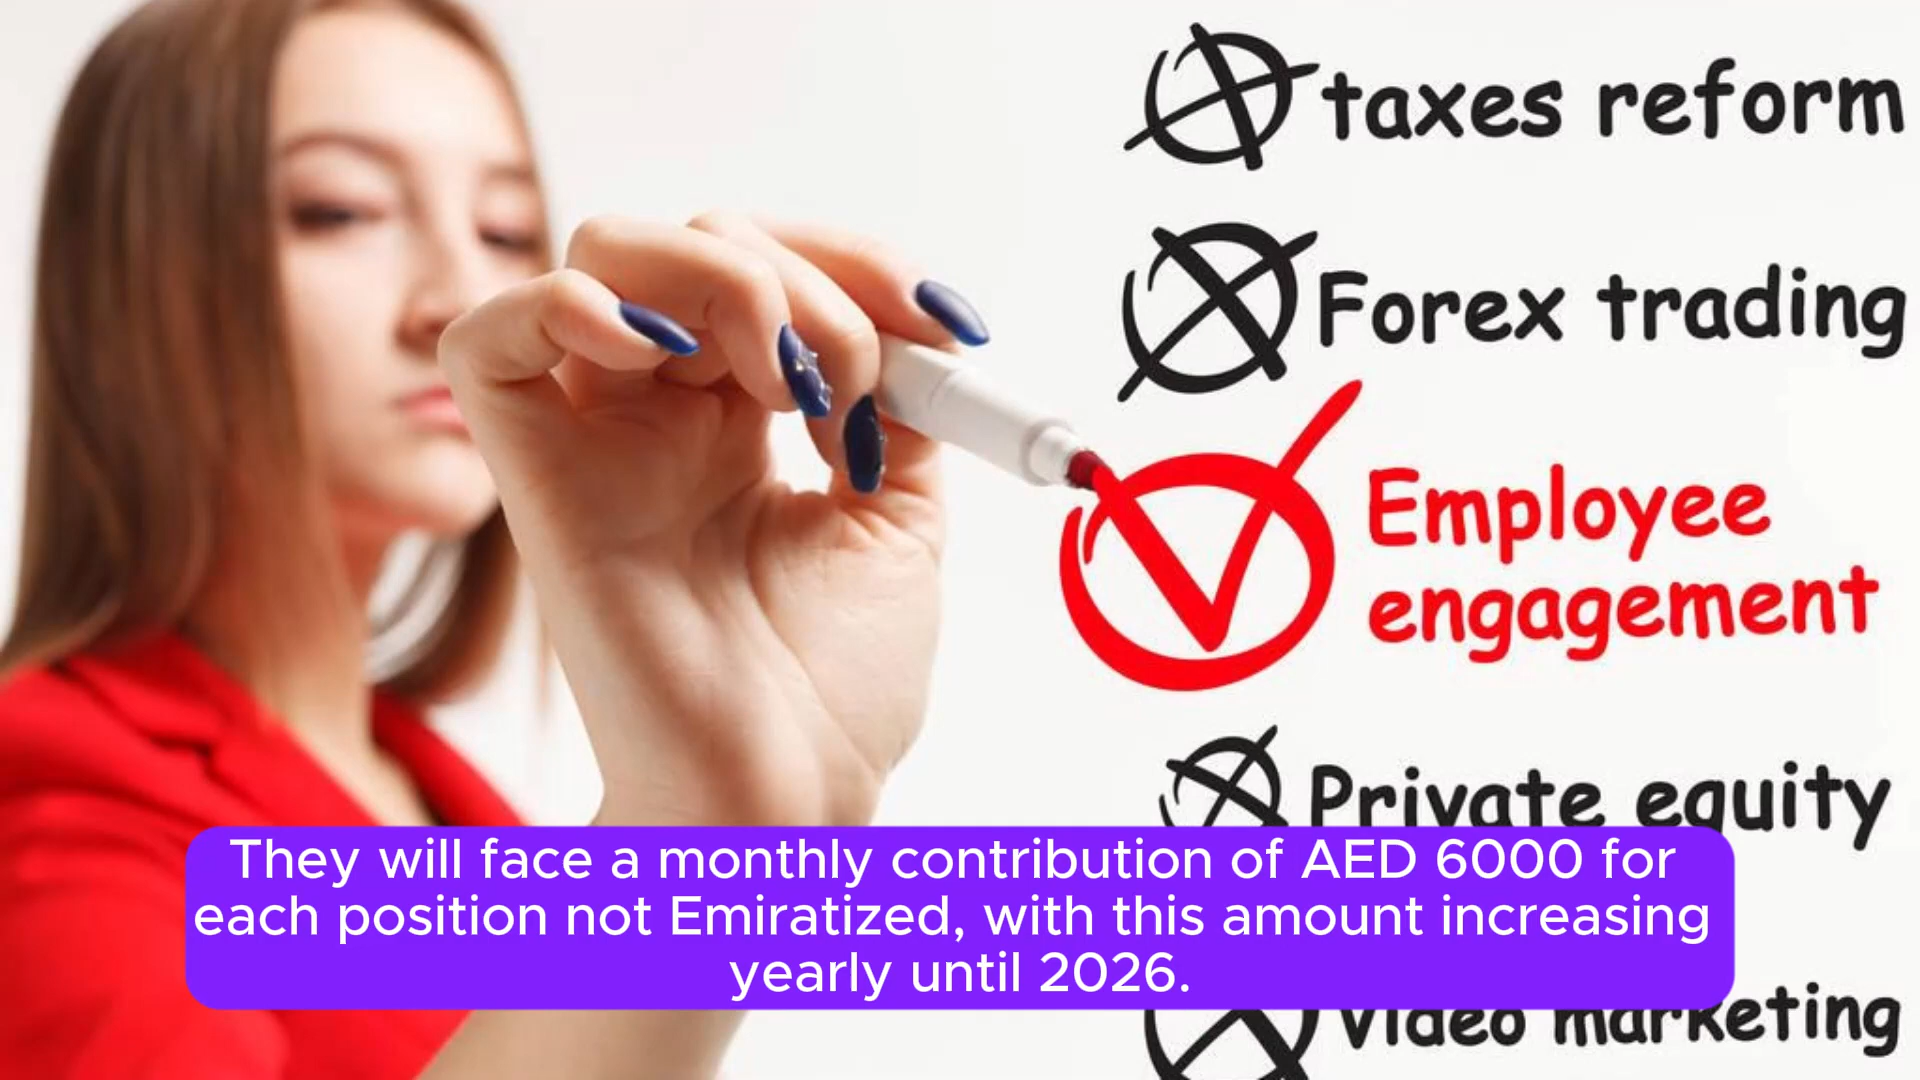 taxes reform
Forex trading
Employee
engagement
Private equity
They will face a monthly contribution of AED 6000 for
each position not Emiratized, with this amount increasing
yearly until 2026.
Video marketing